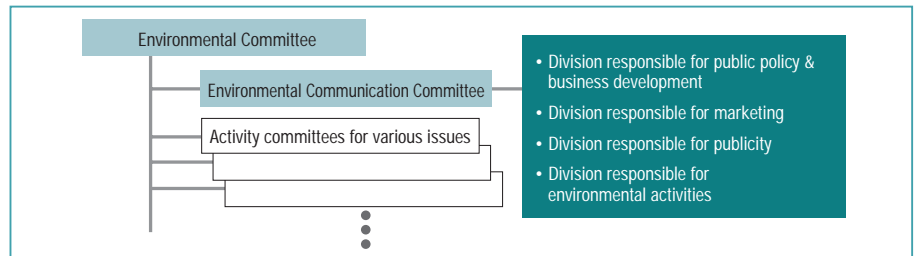 Environmental Committee
Environmental Communication Committee
Activity committees for various issues
• Division responsible for public policy &
business development
• Division responsible for marketing
• Division responsible for publicity
• Division responsible for
environmental activities